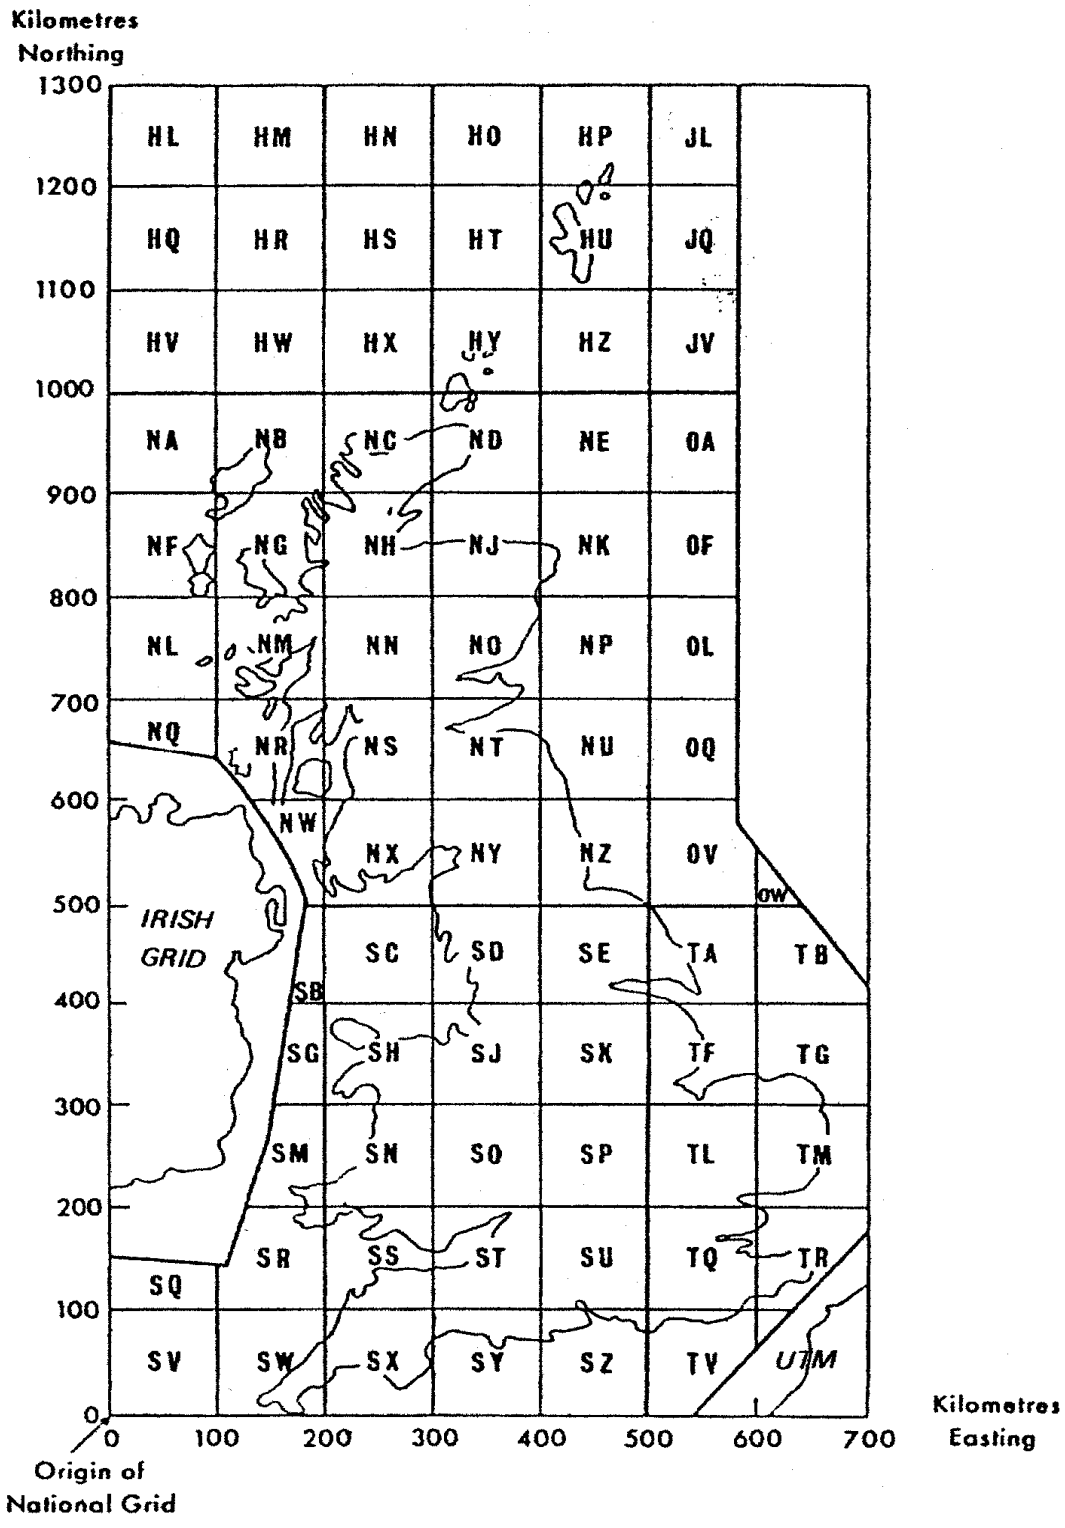 Kilometres
Northing
1300
HL HM HN HO HP JL
1200
HQ HR HS HT HU JQ
1100
HV HW HX HY HZ JV
1000
NA NB NC ND NE OA
900
NF NG NH NJ NK OF
800
NL NM NN NO NP OL
700
NQ NR NS NT NU OQ
600
NW NX NY NZ OV
OW
500
IRISH
GRID
SC SD SE TA TB
SB
400
SG SH SJ SK TF TG
300
SM SN SO SP TL TM
200
SR SS ST SU TQ TR
SQ
100
SV SW SX SY SZ TV UTM
0
0 100 200 300 400 500 600 700
Kilometres
Easting
Origin of
National Grid